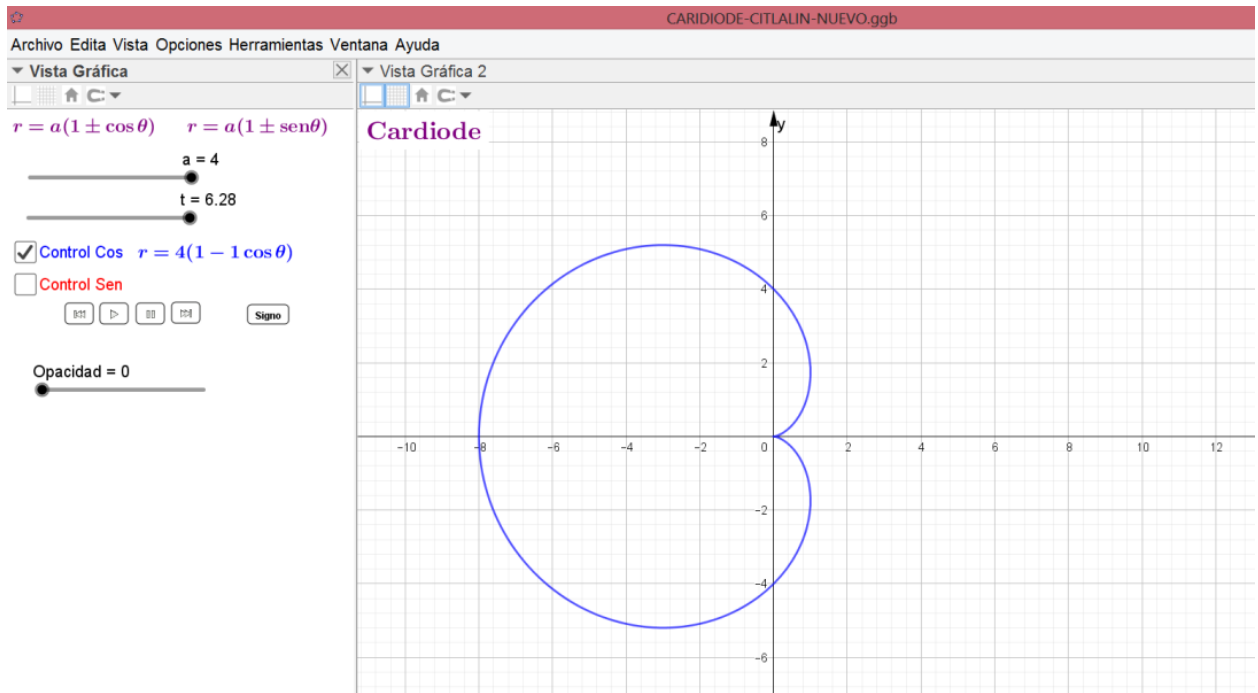 CARIDIODE-CITLALIN-NUEVO.ggb
Archivo Edita Vista Opciones Herramientas Ventana Ayuda
Vista Gráfica
Vista Gráfica 2
r = a(1 ± cos θ) r = a(1 ± senθ)
a = 4
t = 6.28
Control Cos r = 4(1 − 1 cos θ)
Control Sen
Signo
Opacidad = 0
Cardiode
y
8
6
4
2
−10 −8 −6 −4 −2 0 2 4 6 8 10 12
−2
−4
−6